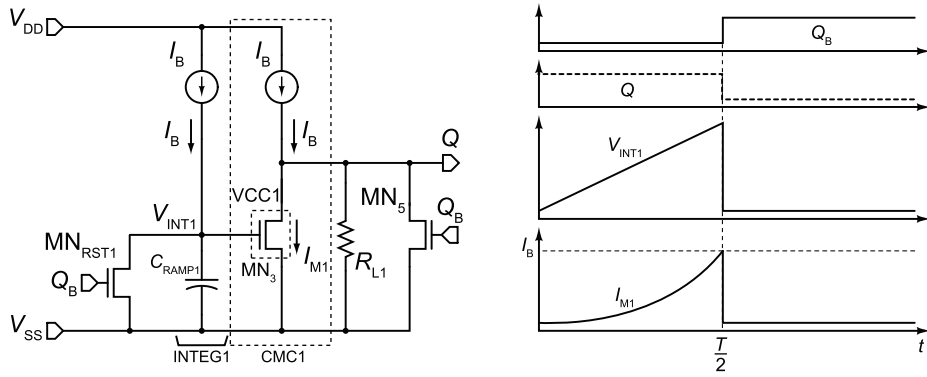 V_DD
I_B
I_B
I_B
I_B
Q
VCC1
MN_5
Q_B
V_INT1
MN_RST1
C_RAMP1
MN_3
I_M1
R_L1
Q_B
V_SS
INTEG1
CMC1
Q_B
Q
V_INT1
I_B
I_M1
T
2
t